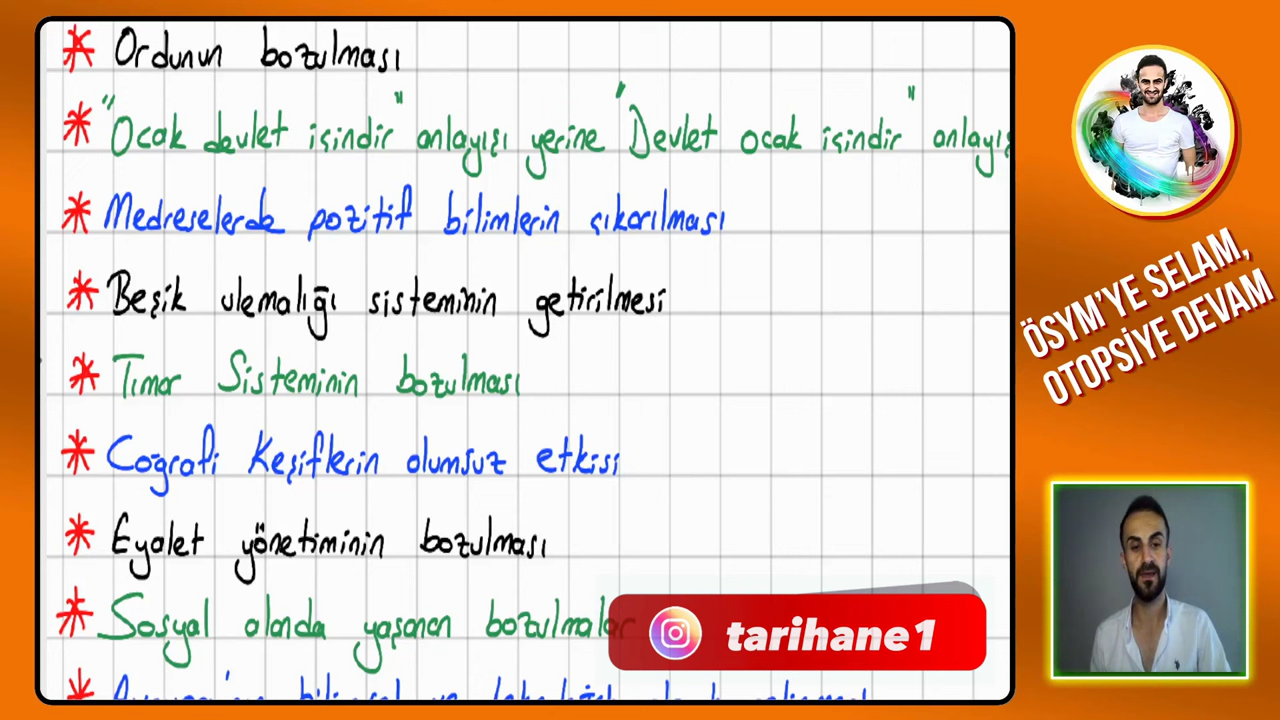 * Ordunun bozulması
* "Ocak devlet içindir" anlayışı yerine "Devlet ocak içindir" anlayış
* Medreselerde pozitif bilimlerin çıkarılması
* Beşik ulemalığı sisteminin getirilmesi
* Tımar Sisteminin bozulması
* Coğrafi Keşiflerin olumsuz etkisi
* Eyalet yönetiminin bozulması
* Sosyal alanda yaşanan bozulmalar
tarihane1
ÖSYM'YE SELAM,
OTOPSİYE DEVAM